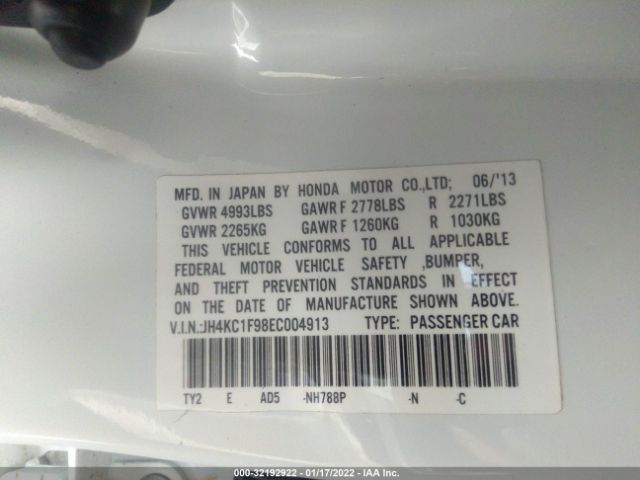 MFD. IN JAPAN BY HONDA MOTOR CO.,LTD; 06/'13
GVWR 4993LBS GAWR F 2778LBS R 2271LBS
GVWR 2265KG GAWR F 1260KG R 1030KG
THIS VEHICLE CONFORMS TO ALL APPLICABLE
FEDERAL MOTOR VEHICLE SAFETY ,BUMPER,
AND THEFT PREVENTION STANDARDS IN EFFECT
ON THE DATE OF MANUFACTURE SHOWN ABOVE.
V.I.N.:JH4KC1F98EC004913 TYPE: PASSENGER CAR
TY2 E AD5 -NH788P -N -C
000-32192922 - 01/17/2022 - IAA Inc.